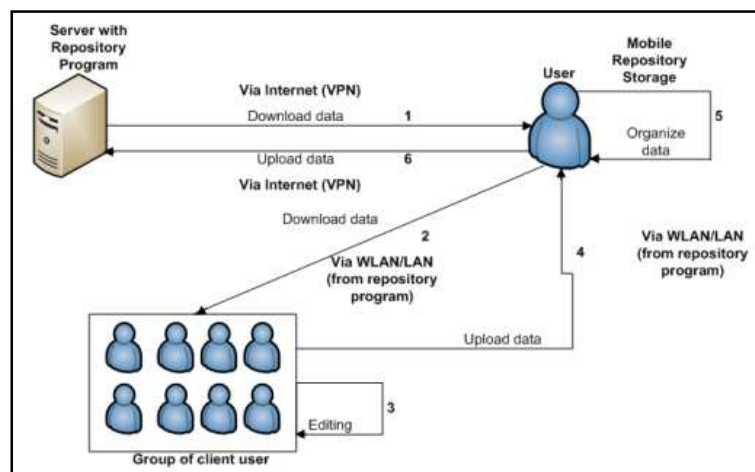 Server with
Repository
Program
Mobile
Repository
Storage
User
Via Internet (VPN)
Download data 1
5
Organize
data
Upload data 6
Via Internet (VPN)
Download data
2
4
Via WLAN/LAN
(from repository
program)
Via WLAN/LAN
(from repository
program)
Upload data
3
Editing
Group of client user